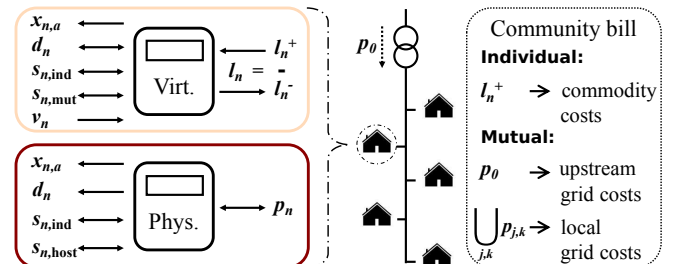 x_{n,a}
d_n
s_{n,ind}
s_{n,mut}
v_n
Virt.
l_n^+
l_n = -
l_n^-
x_{n,a}
d_n
s_{n,ind}
s_{n,host}
Phys.
p_n
p_0
Community bill
Individual:
l_n^+ → commodity
costs
Mutual:
p_0 → upstream
grid costs
⋃_{j,k} p_{j,k} → local
grid costs